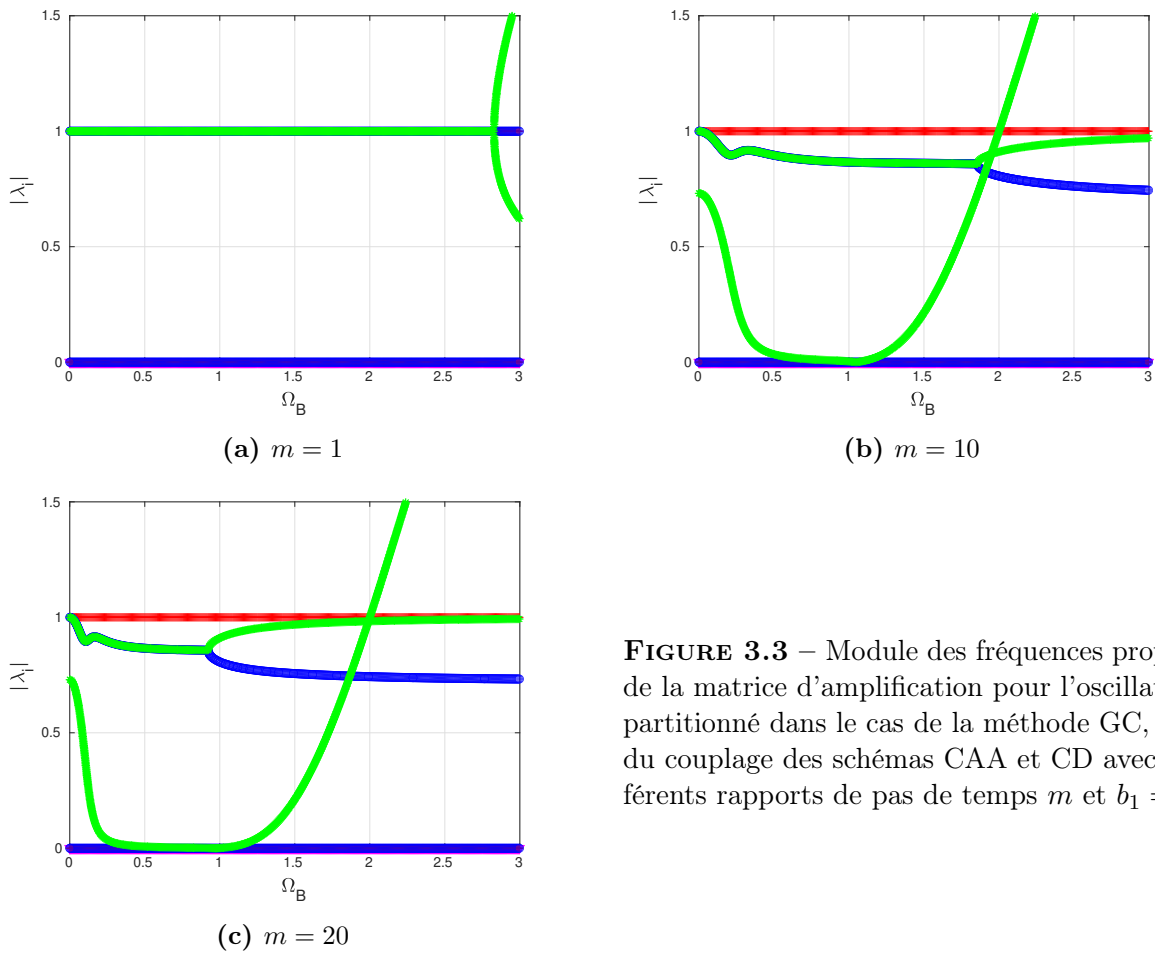 1.5
1
0.5
0
0 0.5 1 1.5 2 2.5 3
|λi|
ΩB
(a) m = 1
1.5
1
0.5
0
0 0.5 1 1.5 2 2.5 3
|λi|
ΩB
(b) m = 10
1.5
1
0.5
0
0 0.5 1 1.5 2 2.5 3
|λi|
ΩB
(c) m = 20
FIGURE 3.3 – Module des fréquences prop
de la matrice d'amplification pour l'oscillat
partitionné dans le cas de la méthode GC,
du couplage des schémas CAA et CD avec
férents rapports de pas de temps m et b1 =